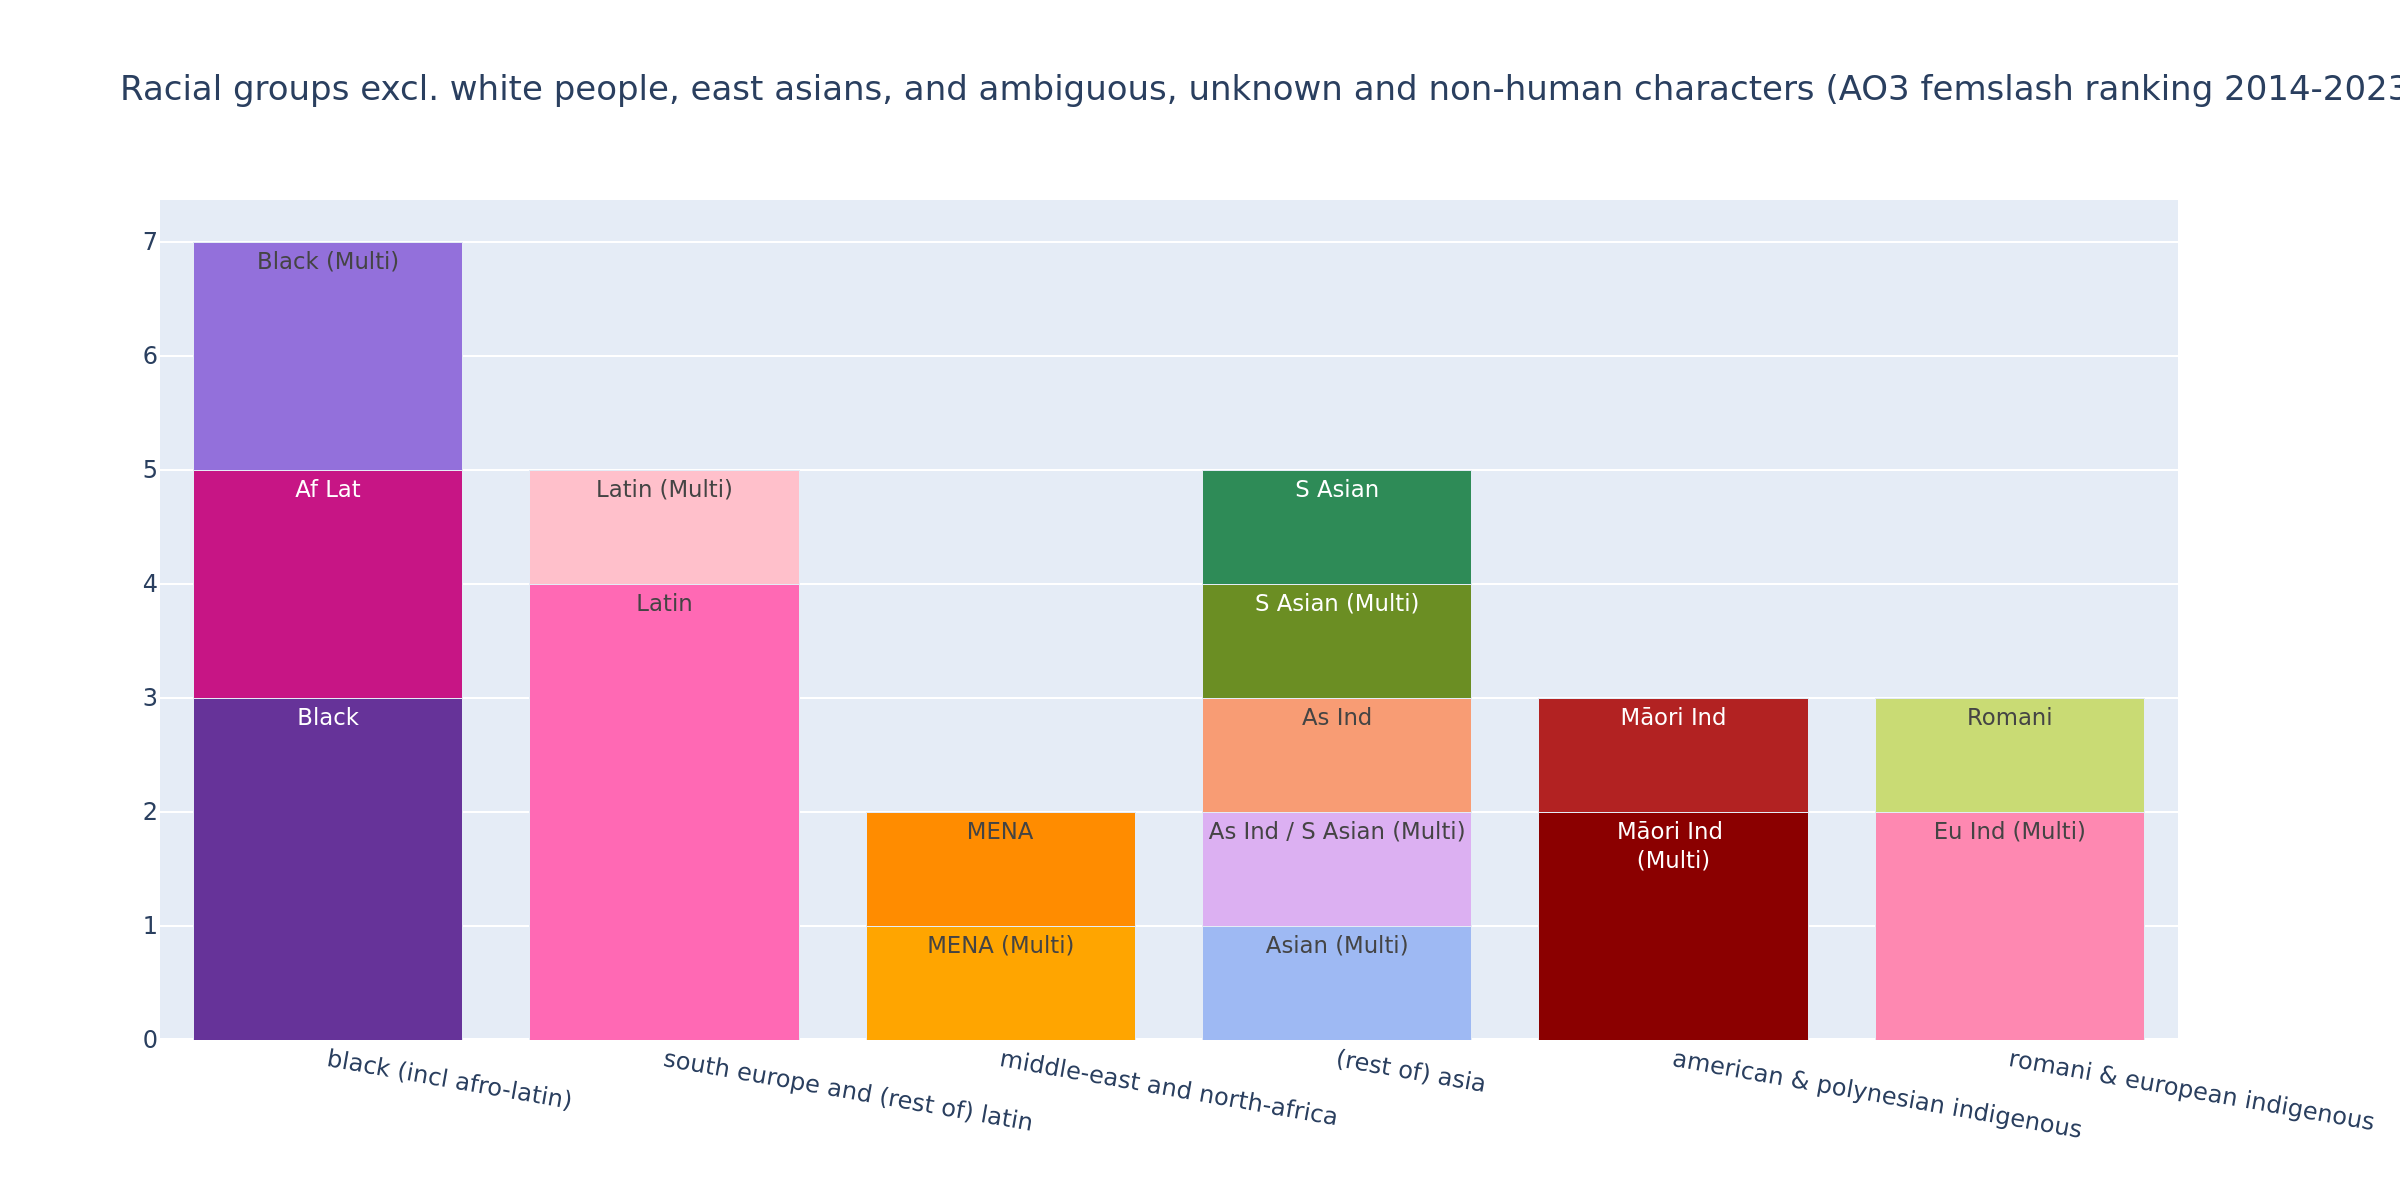 Racial groups excl. white people, east asians, and ambiguous, unknown and non-human characters (AO3 femslash ranking 2014-2023
7
6
5
4
3
2
1
0
Black (Multi)
Af Lat
Black
Latin (Multi)
Latin
MENA
MENA (Multi)
S Asian
S Asian (Multi)
As Ind
As Ind / S Asian (Multi)
Asian (Multi)
Māori Ind
Māori Ind
(Multi)
Romani
Eu Ind (Multi)
black (incl afro-latin)
south europe and (rest of) latin
middle-east and north-africa
(rest of) asia
american & polynesian indigenous
romani & european indigenous